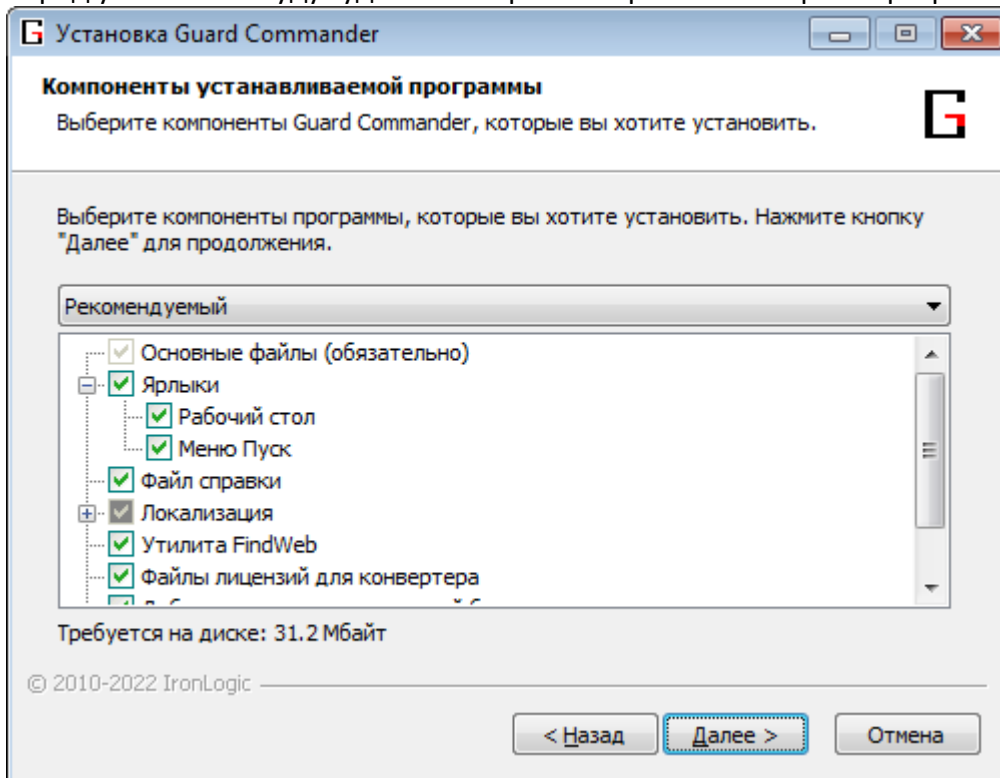 Установка Guard Commander
Компоненты устанавливаемой программы
Выберите компоненты Guard Commander, которые вы хотите установить.
Выберите компоненты программы, которые вы хотите установить. Нажмите кнопку
"Далее" для продолжения.
Рекомендуемый
Основные файлы (обязательно)
Ярлыки
Рабочий стол
Меню Пуск
Файл справки
Локализация
Утилита FindWeb
Файлы лицензий для конвертера
Требуется на диске: 31.2 Мбайт
© 2010-2022 IronLogic
< Назад
Далее >
Отмена